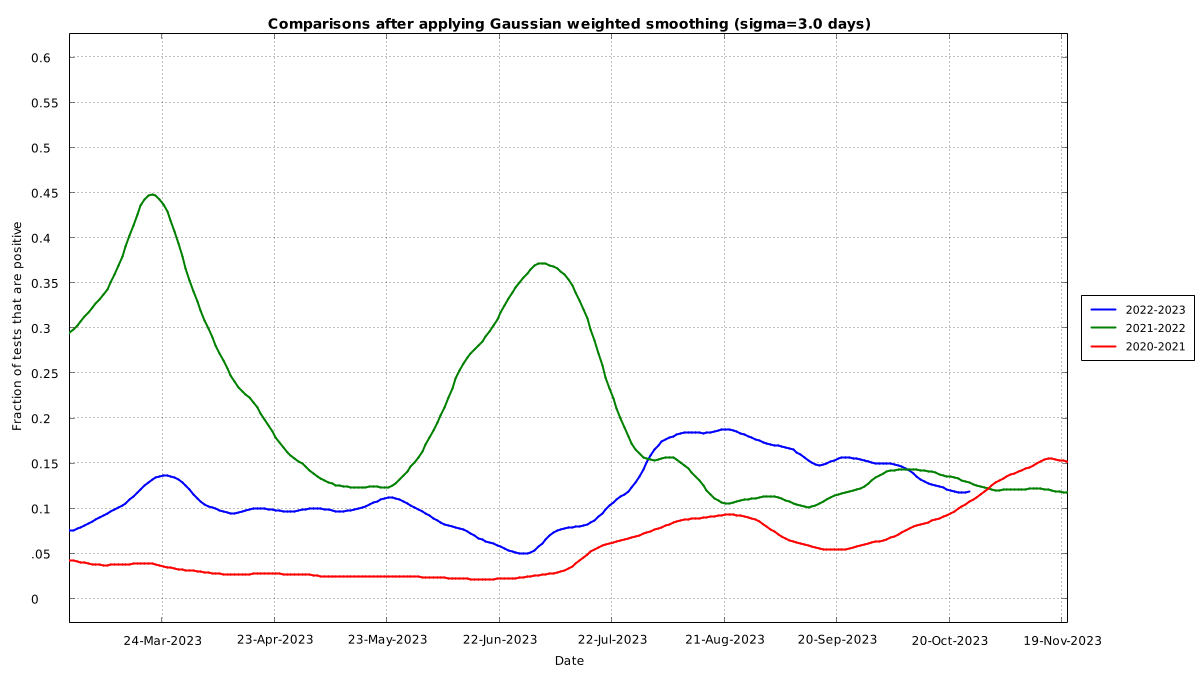 Comparisons after applying Gaussian weighted smoothing (sigma=3.0 days)
0.6
0.55
0.5
0.45
0.4
0.35
0.3
0.25
0.2
0.15
0.1
.05
0
Fraction of tests that are positive
24-Mar-2023
23-Apr-2023
23-May-2023
22-Jun-2023
22-Jul-2023
21-Aug-2023
20-Sep-2023
20-Oct-2023
19-Nov-2023
Date
2022-2023
2021-2022
2020-2021